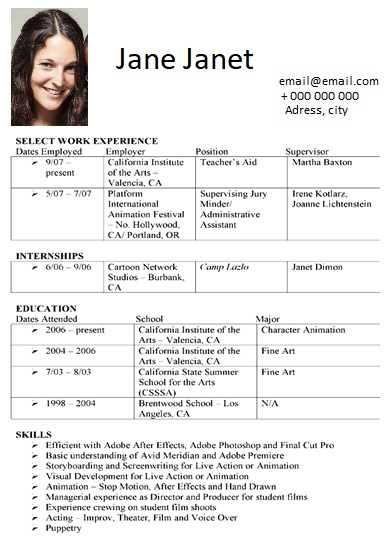 Jane Janet
email@email.com
+ 000 000 000
Adress, city
SELECT WORK EXPERIENCE
Dates Employed Employer Position Supervisor
➤ 9/07 – present California Institute of the Arts – Valencia, CA Teacher's Aid Martha Baxton
➤ 5/07 – 7/07 Platform International Animation Festival – No. Hollywood, CA/ Portland, OR Supervising Jury Minder/ Administrative Assistant Irene Kotlarz, Joanne Lichtenstein
INTERNSHIPS
➤ 6/06 – 9/06 Cartoon Network Studios – Burbank, CA Camp Lazlo Janet Dimon
EDUCATION
Dates Attended School Major
➤ 2006 – present California Institute of the Arts – Valencia, CA Character Animation
➤ 2004 – 2006 California Institute of the Arts – Valencia, CA Fine Art
➤ 7/03 – 8/03 California State Summer School for the Arts (CSSSA) Fine Art
➤ 1998 – 2004 Brentwood School – Los Angeles, CA N/A
SKILLS
➤ Efficient with Adobe After Effects, Adobe Photoshop and Final Cut Pro
➤ Basic understanding of Avid Meridian and Adobe Premiere
➤ Storyboarding and Screenwriting for Live Action or Animation
➤ Visual Development for Live Action or Animation
➤ Animation – Stop Motion, After Effects and Hand Drawn
➤ Managerial experience as Director and Producer for student films
➤ Experience crewing on student film shoots
➤ Acting – Improv, Theater, Film and Voice Over
➤ Puppetry